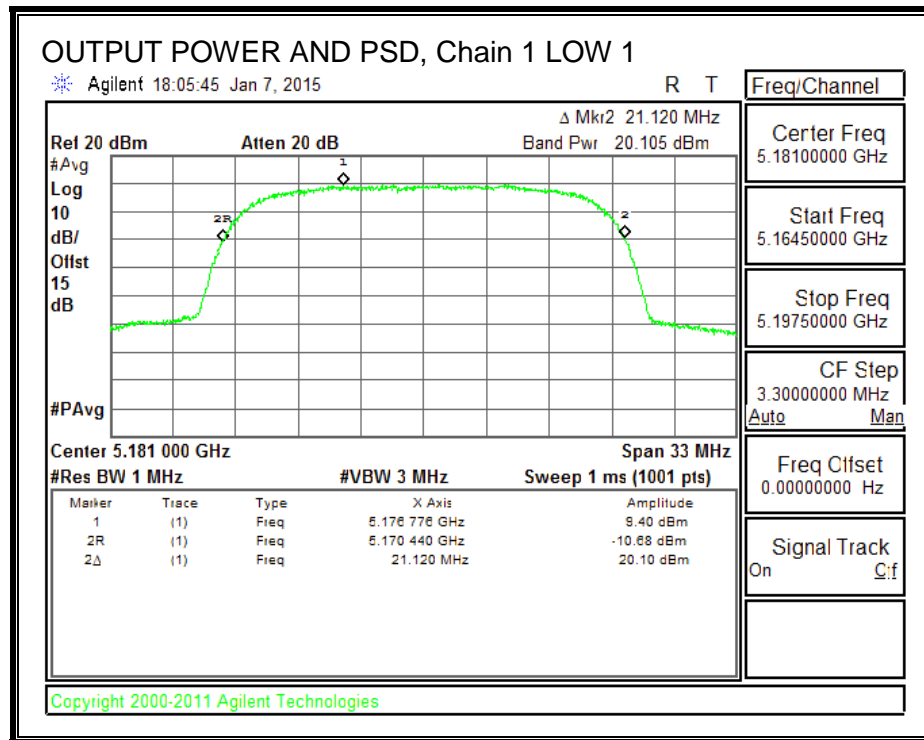 OUTPUT POWER AND PSD, Chain 1 LOW 1
Agilent 18:05:45 Jan 7, 2015 R T
Freq/Channel
Δ Mkr2 21.120 MHz
Ref 20 dBm Atten 20 dB Band Pwr 20.105 dBm
#Avg
Log
10
dB/
Offst
15
dB
#PAvg
1
2R
2
Center 5.181 000 GHz Span 33 MHz
#Res BW 1 MHz #VBW 3 MHz Sweep 1 ms (1001 pts)
Marker Trace Type X Axis Amplitude
1 (1) Freq 5.176 776 GHz 9.40 dBm
2R (1) Freq 5.170 440 GHz -10.68 dBm
2Δ (1) Freq 21.120 MHz 20.10 dBm
Center Freq
5.18100000 GHz
Start Freq
5.16450000 GHz
Stop Freq
5.19750000 GHz
CF Step
3.30000000 MHz
Auto Man
Freq Offset
0.00000000 Hz
Signal Track
On Off
Copyright 2000-2011 Agilent Technologies